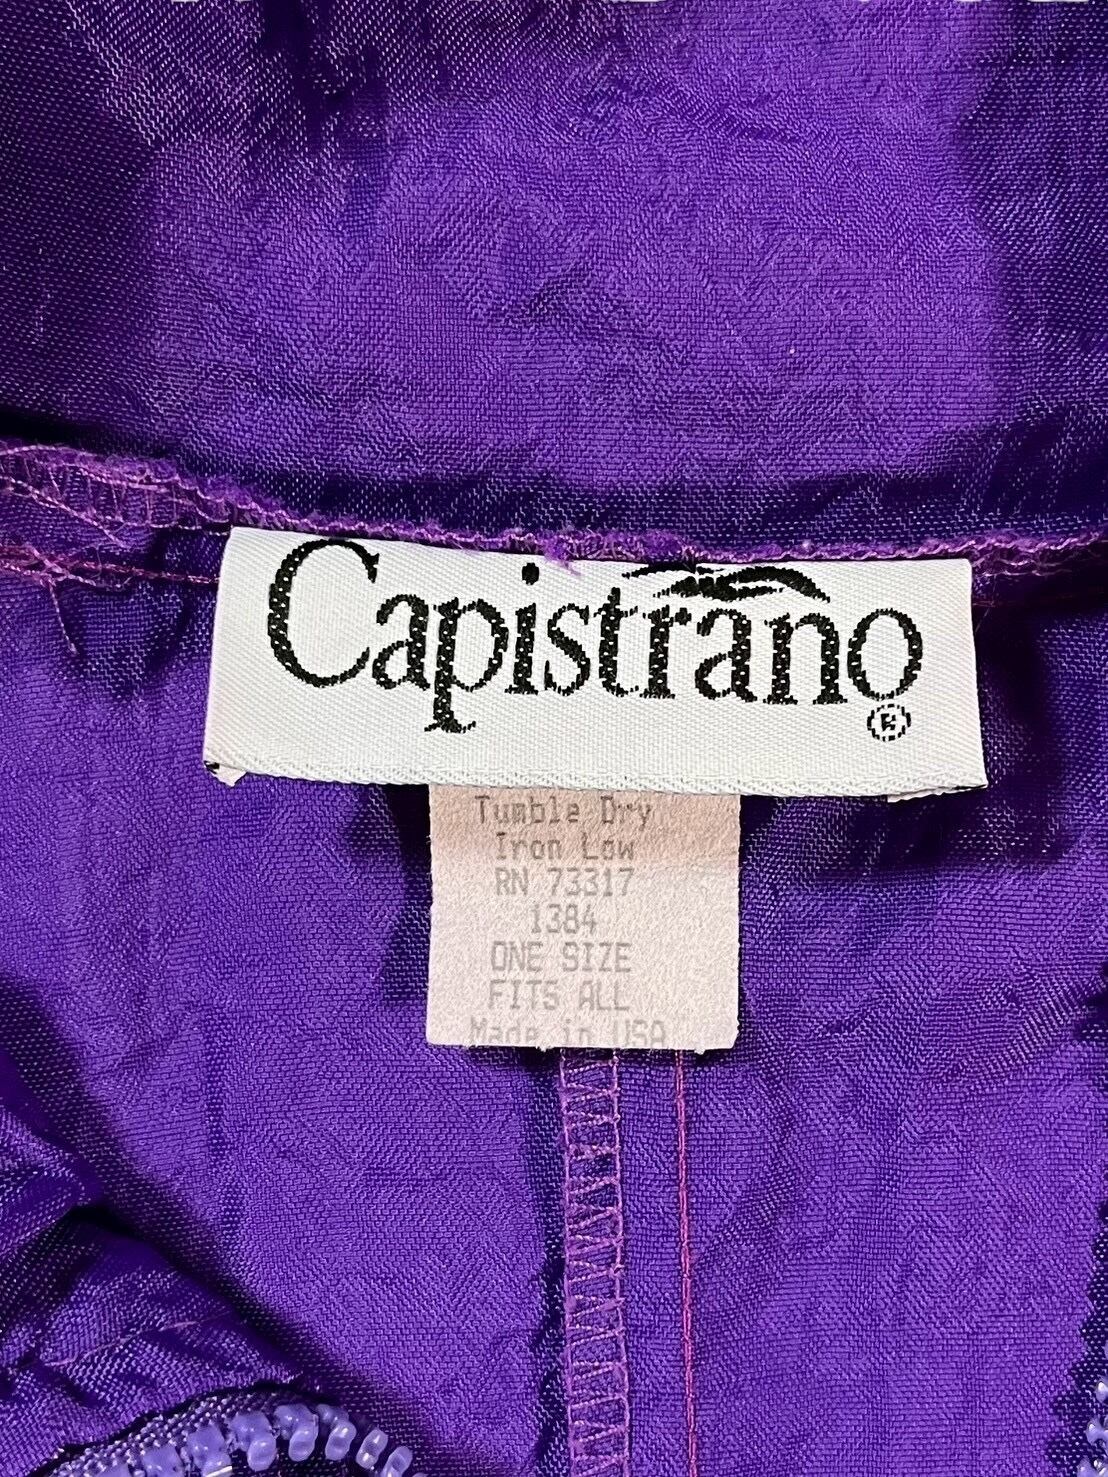 Capistrano
®
Tumble Dry
Iron Low
RN 73317
1384
ONE SIZE
FITS ALL
Made in USA